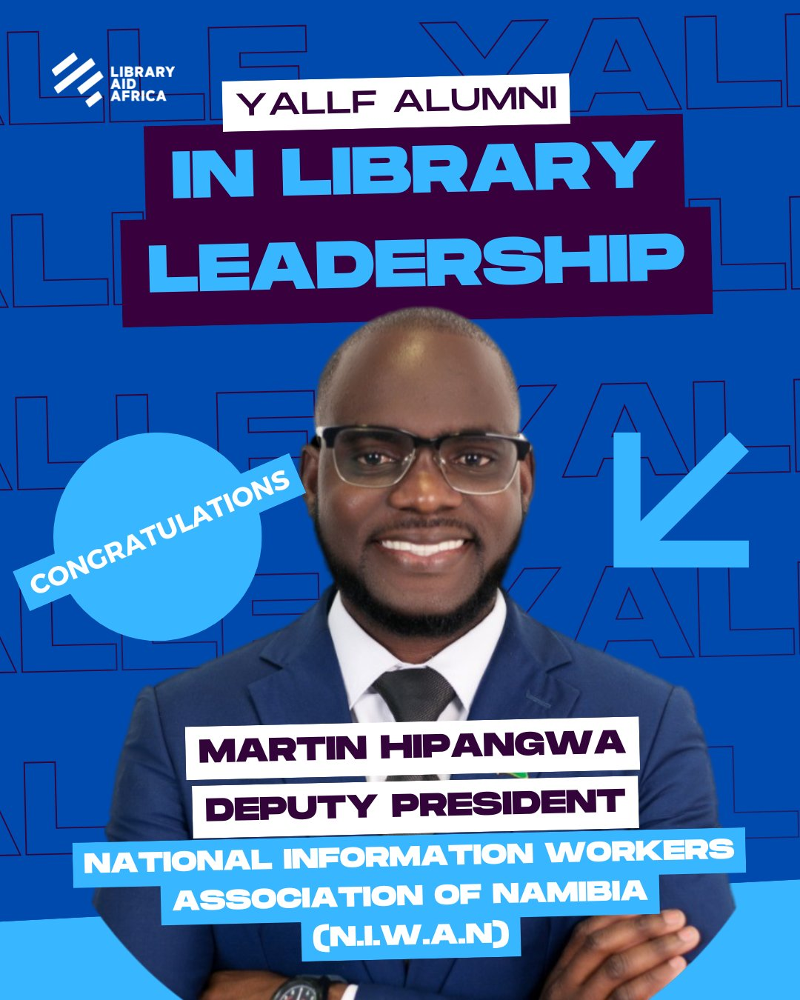 LIBRARY
AID
AFRICA
YALLF ALUMNI
IN LIBRARY
LEADERSHIP
CONGRATULATIONS
MARTIN HIPANGWA
DEPUTY PRESIDENT
NATIONAL INFORMATION WORKERS
ASSOCIATION OF NAMIBIA
(N.I.W.A.N)